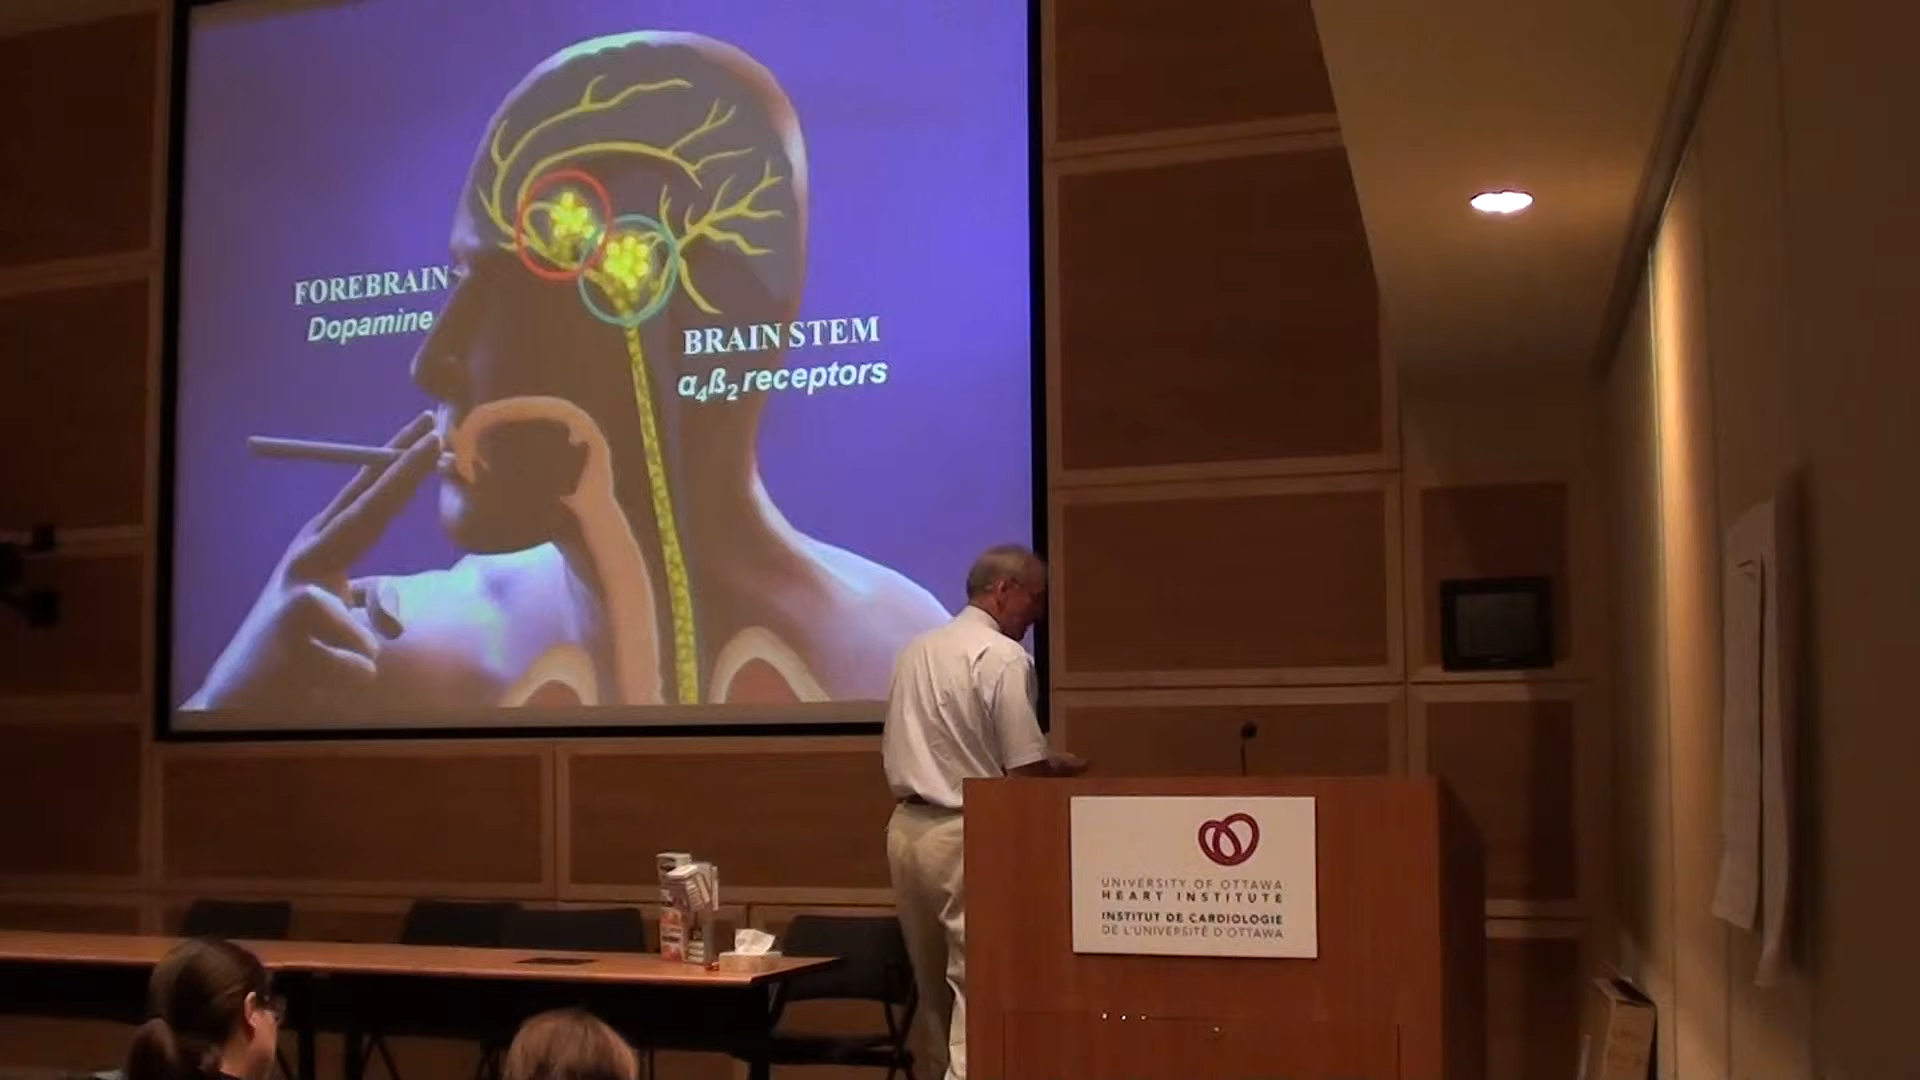 FOREBRAIN
Dopamine
BRAIN STEM
α₄ß₂ receptors
UNIVERSITY OF OTTAWA
HEART INSTITUTE
INSTITUT DE CARDIOLOGIE
DE L'UNIVERSITÉ D'OTTAWA